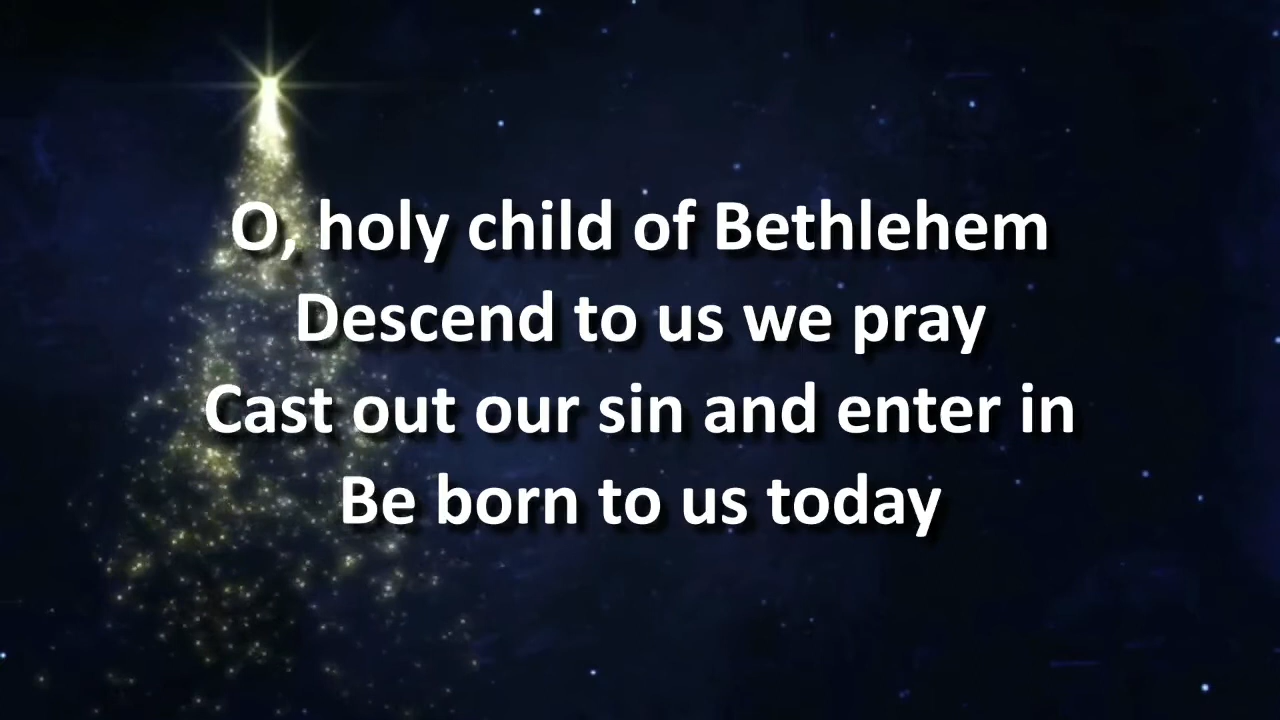 O, holy child of Bethlehem
Descend to us we pray
Cast out our sin and enter in
Be born to us today